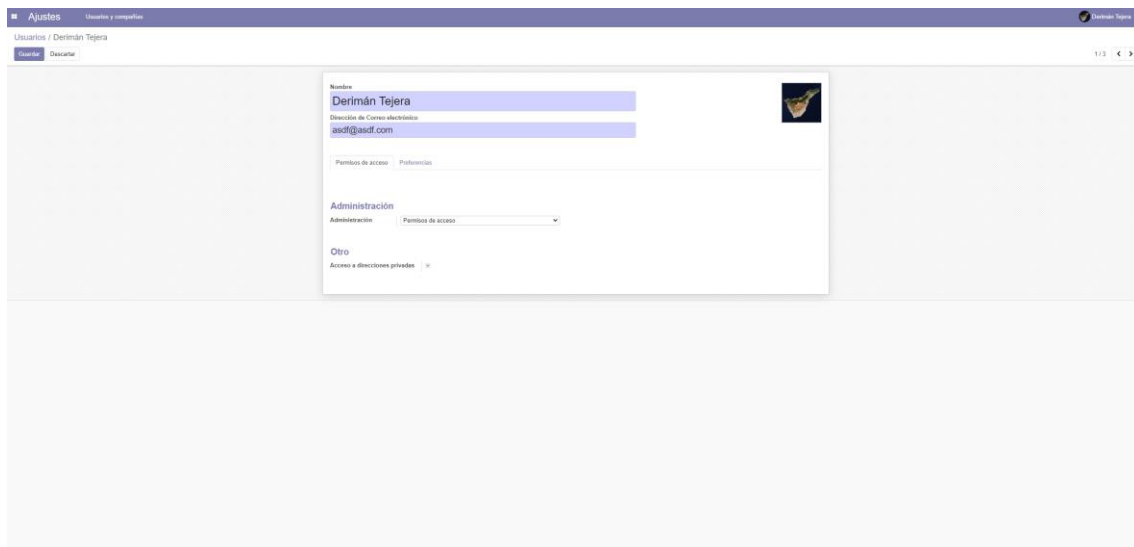 Ajustes Usuarios y compañías Derimán Tejera
Usuarios / Derimán Tejera
Guardar Descartar 1 / 3
Nombre
Derimán Tejera
Dirección de Correo electrónico
asdf@asdf.com
Permisos de acceso Preferencias
Administración
Administración Permisos de acceso
Otro
Acceso a direcciones privadas